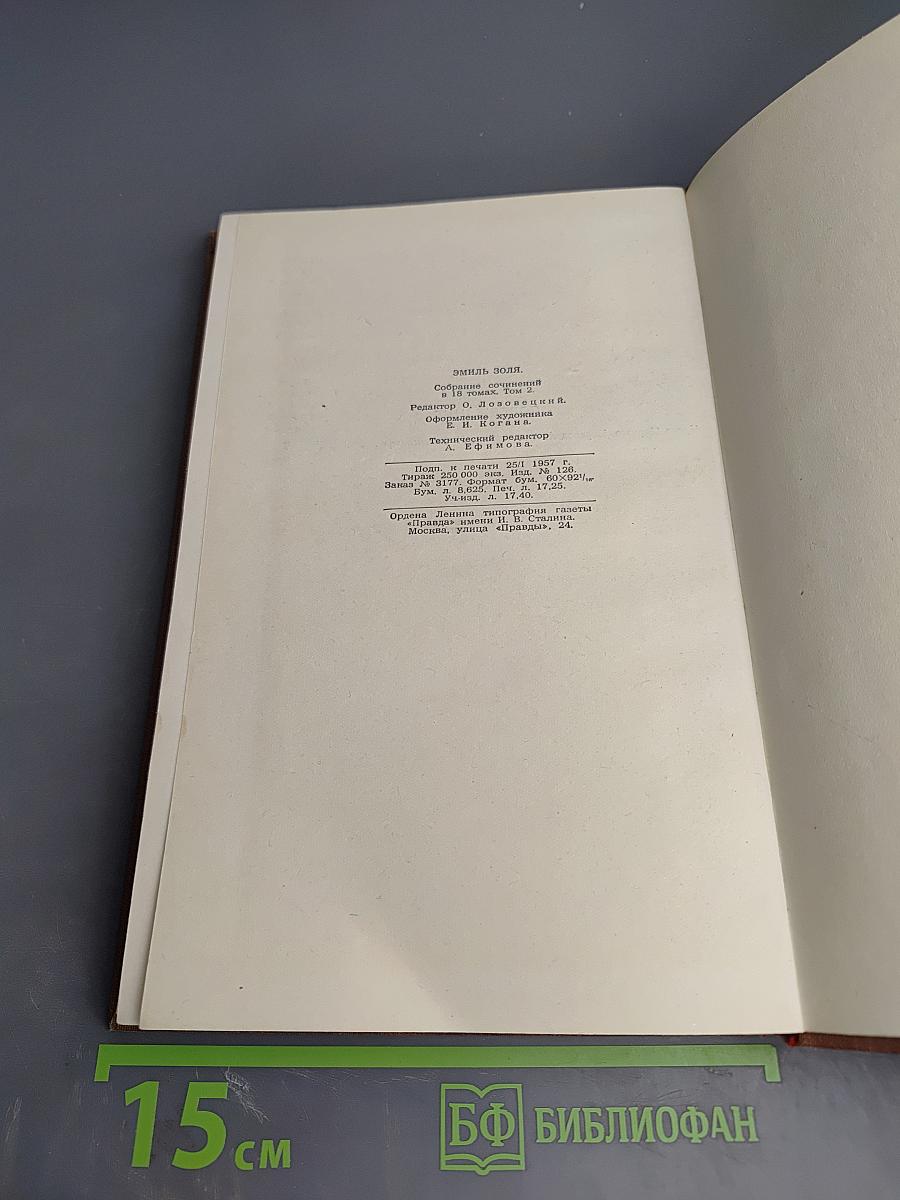 ЭМИЛЬ ЗОЛЯ.
Собрание сочинений
в 18 томах. Том 2.
Редактор О. Лозовецкий.
Оформление художника
Е. И. Когана.
Технический редактор
А. Ефимова.
Подп. к печати 25/I 1957 г.
Тираж 250 000 экз. Изд. № 126.
Заказ № 3177. Формат бум. 60×92¹/₁₆.
Бум. л. 8,625. Печ. л. 17,25.
Уч-изд. л. 17,40.
Ордена Ленина типография газеты
«Правда» имени И. В. Сталина.
Москва, улица «Правды», 24.
15 см
БФ БИБЛИОФАН